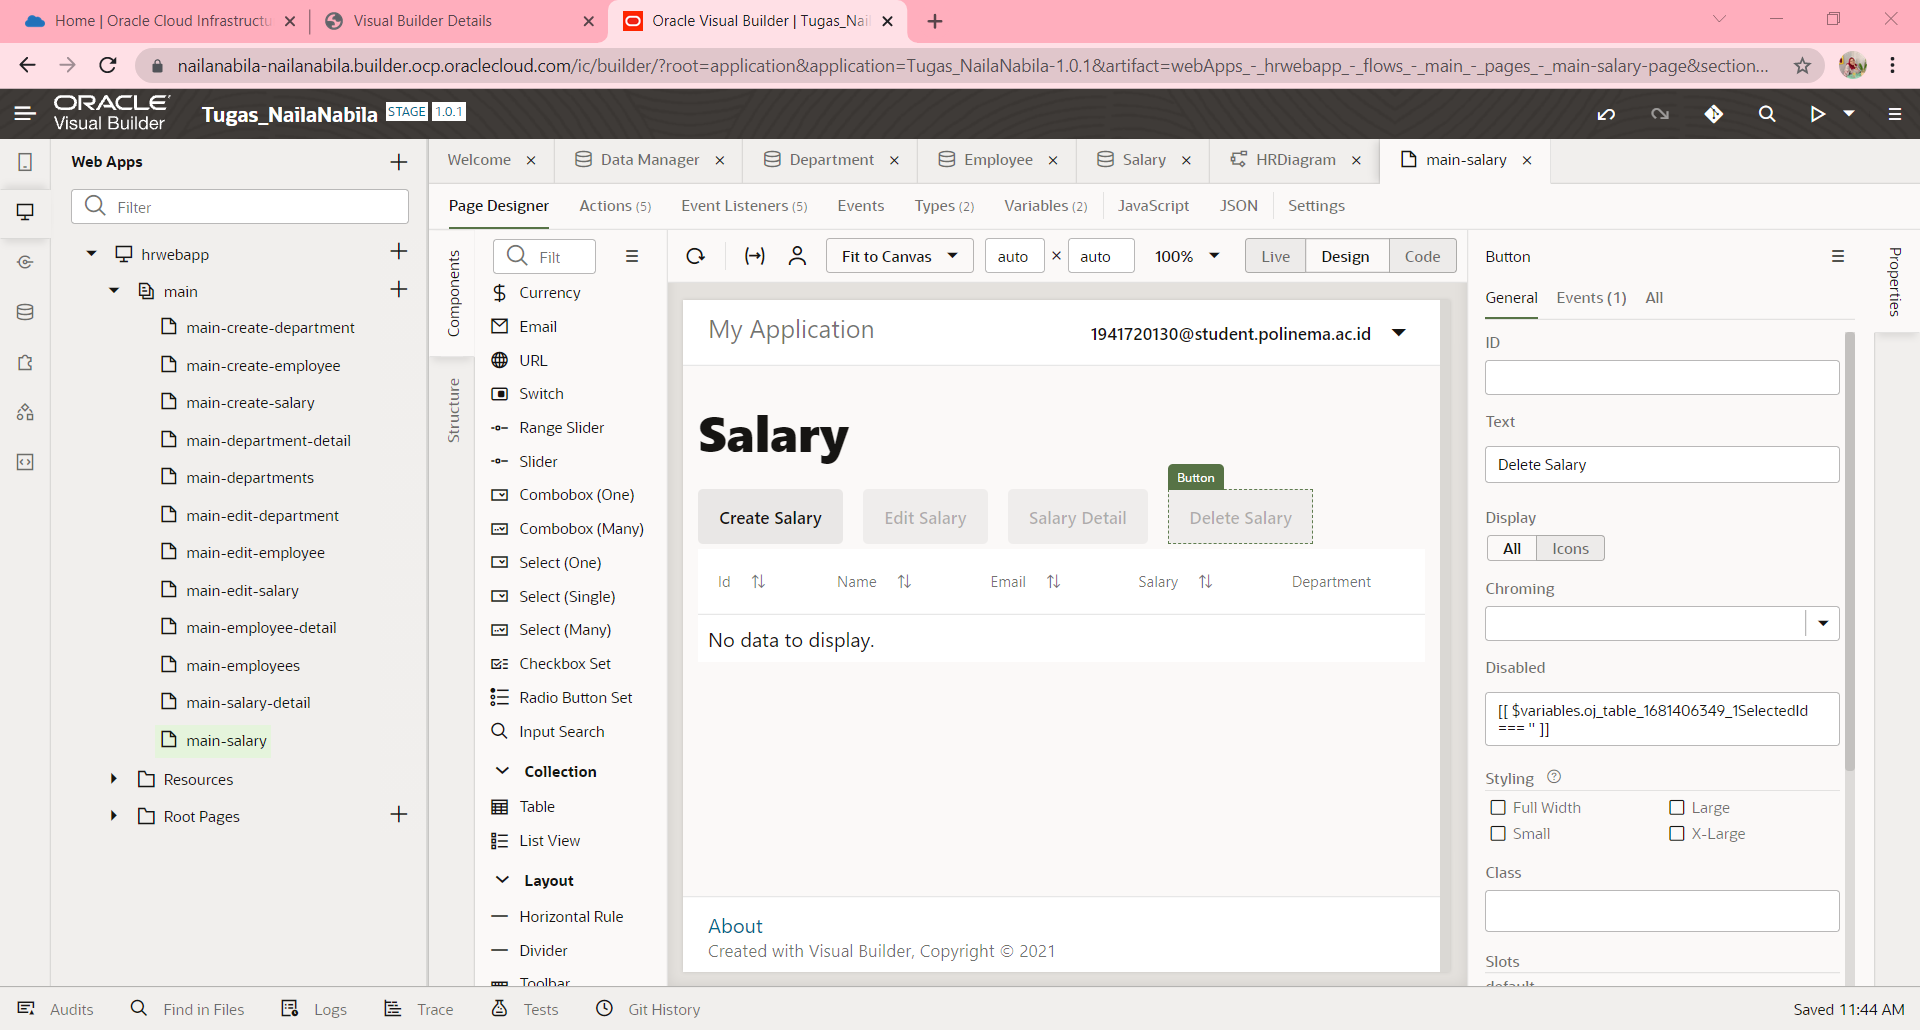 Home | Oracle Cloud Infrastructu
Visual Builder Details
Oracle Visual Builder | Tugas_Nail
nailanabila-nailanabila.builder.ocp.oraclecloud.com/ic/builder/?root=application&application=Tugas_NailaNabila-1.0.1&artifact=webApps_-_hrwebapp_-_flows_-_main_-_pages_-_main-salary-page&section...
ORACLE
Visual Builder
Tugas_NailaNabila STAGE 1.0.1
Web Apps
Filter
hrwebapp
main
main-create-department
main-create-employee
main-create-salary
main-department-detail
main-departments
main-edit-department
main-edit-employee
main-edit-salary
main-employee-detail
main-employees
main-salary-detail
main-salary
Resources
Root Pages
Welcome
Data Manager
Department
Employee
Salary
HRDiagram
main-salary
Page Designer
Actions (5)
Event Listeners (5)
Events
Types (2)
Variables (2)
JavaScript
JSON
Settings
Components
Structure
Filt
Currency
Email
URL
Switch
Range Slider
Slider
Combobox (One)
Combobox (Many)
Select (One)
Select (Single)
Select (Many)
Checkbox Set
Radio Button Set
Input Search
Collection
Table
List View
Layout
Horizontal Rule
Divider
Toolbar
Fit to Canvas
auto × auto
100%
Live Design Code
My Application
1941720130@student.polinema.ac.id
Salary
Button
Create Salary
Edit Salary
Salary Detail
Delete Salary
Id Name Email Salary Department
No data to display.
About
Created with Visual Builder, Copyright © 2021
Button
General Events (1) All
ID
Text
Delete Salary
Display
All Icons
Chroming
Disabled
[[ $variables.oj_table_1681406349_1SelectedId
=== '' ]]
Styling
Full Width Large
Small X-Large
Class
Slots
default
Properties
Audits
Find in Files
Logs
Trace
Tests
Git History
Saved 11:44 AM